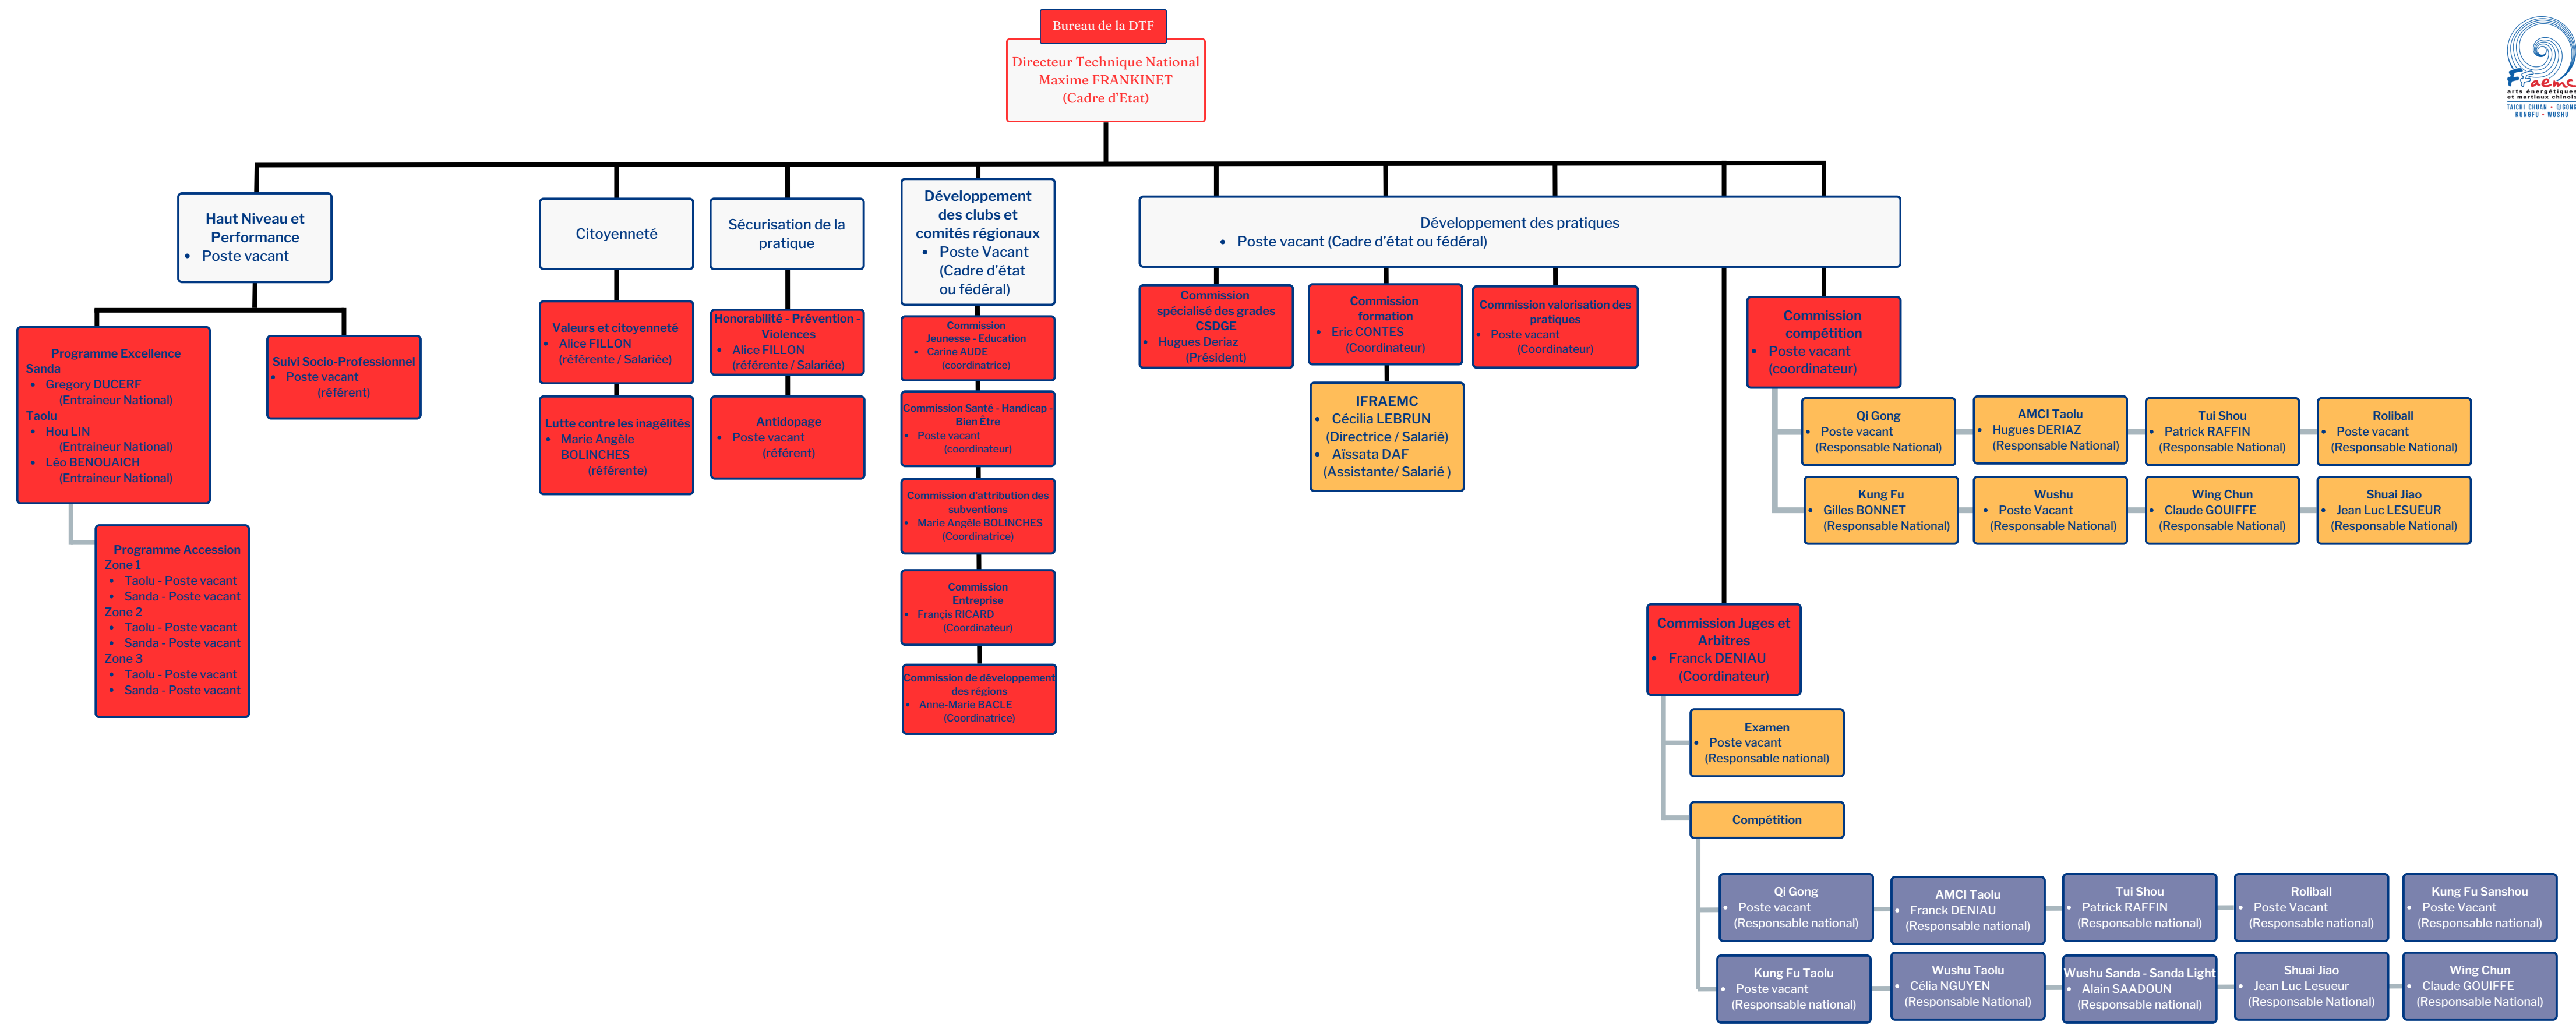 Bureau de la DTF
Directeur Technique National
Maxime FRANKINET
(Cadre d'Etat)
FFaemc
arts énergétiques
et martiaux chinois
TAICHI CHUAN • QIGONG
KUNGFU • WUSHU
Haut Niveau et
Performance
• Poste vacant
Citoyenneté
Sécurisation de la
pratique
Développement
des clubs et
comités régionaux
• Poste Vacant
(Cadre d'état
ou fédéral)
Développement des pratiques
• Poste vacant (Cadre d'état ou fédéral)
Programme Excellence
Sanda
• Gregory DUCERF
(Entraineur National)
Taolu
• Hou LIN
(Entraineur National)
• Léo BENOUAICH
(Entraineur National)
Suivi Socio-Professionnel
• Poste vacant
(référent)
Programme Accession
Zone 1
• Taolu - Poste vacant
• Sanda - Poste vacant
Zone 2
• Taolu - Poste vacant
• Sanda - Poste vacant
Zone 3
• Taolu - Poste vacant
• Sanda - Poste vacant
Valeurs et citoyenneté
• Alice FILLON
(référente / Salariée)
Lutte contre les inagélités
• Marie Angèle
BOLINCHES
(référente)
Honorabilité - Prévention -
Violences
• Alice FILLON
(référente / Salariée)
Antidopage
• Poste vacant
(référent)
Commission
Jeunesse - Education
• Carine AUDE
(coordinatrice)
Commission Santé - Handicap -
Bien Être
• Poste vacant
(coordinateur)
Commission d'attribution des
subventions
• Marie Angèle BOLINCHES
(Coordinatrice)
Commission
Entreprise
• Françis RICARD
(Coordinateur)
Commission de développement
des régions
• Anne-Marie BACLE
(Coordinatrice)
Commission
spécialisé des grades
CSDGE
• Hugues Deriaz
(Président)
Commission
formation
• Eric CONTES
(Coordinateur)
IFRAEMC
• Cécilia LEBRUN
(Directrice / Salarié)
• Aïssata DAF
(Assistante/ Salarié )
Commission valorisation des
pratiques
• Poste vacant
(Coordinateur)
Commission
compétition
• Poste vacant
(coordinateur)
Qi Gong
• Poste vacant
(Responsable National)
AMCI Taolu
• Hugues DERIAZ
(Responsable National)
Tui Shou
• Patrick RAFFIN
(Responsable National)
Roliball
• Poste vacant
(Responsable National)
Kung Fu
• Gilles BONNET
(Responsable National)
Wushu
• Poste Vacant
(Responsable National)
Wing Chun
• Claude GOUIFFE
(Responsable National)
Shuai Jiao
• Jean Luc LESUEUR
(Responsable National)
Commission Juges et
Arbitres
• Franck DENIAU
(Coordinateur)
Examen
• Poste vacant
(Responsable national)
Compétition
Qi Gong
• Poste vacant
(Responsable national)
AMCI Taolu
• Franck DENIAU
(Responsable national)
Tui Shou
• Patrick RAFFIN
(Responsable national)
Roliball
• Poste Vacant
(Responsable national)
Kung Fu Sanshou
• Poste Vacant
(Responsable national)
Kung Fu Taolu
• Poste vacant
(Responsable national)
Wushu Taolu
• Célia NGUYEN
(Responsable National)
Wushu Sanda - Sanda Light
• Alain SAADOUN
(Responsable national)
Shuai Jiao
• Jean Luc Lesueur
(Responsable National)
Wing Chun
• Claude GOUIFFE
(Responsable National)